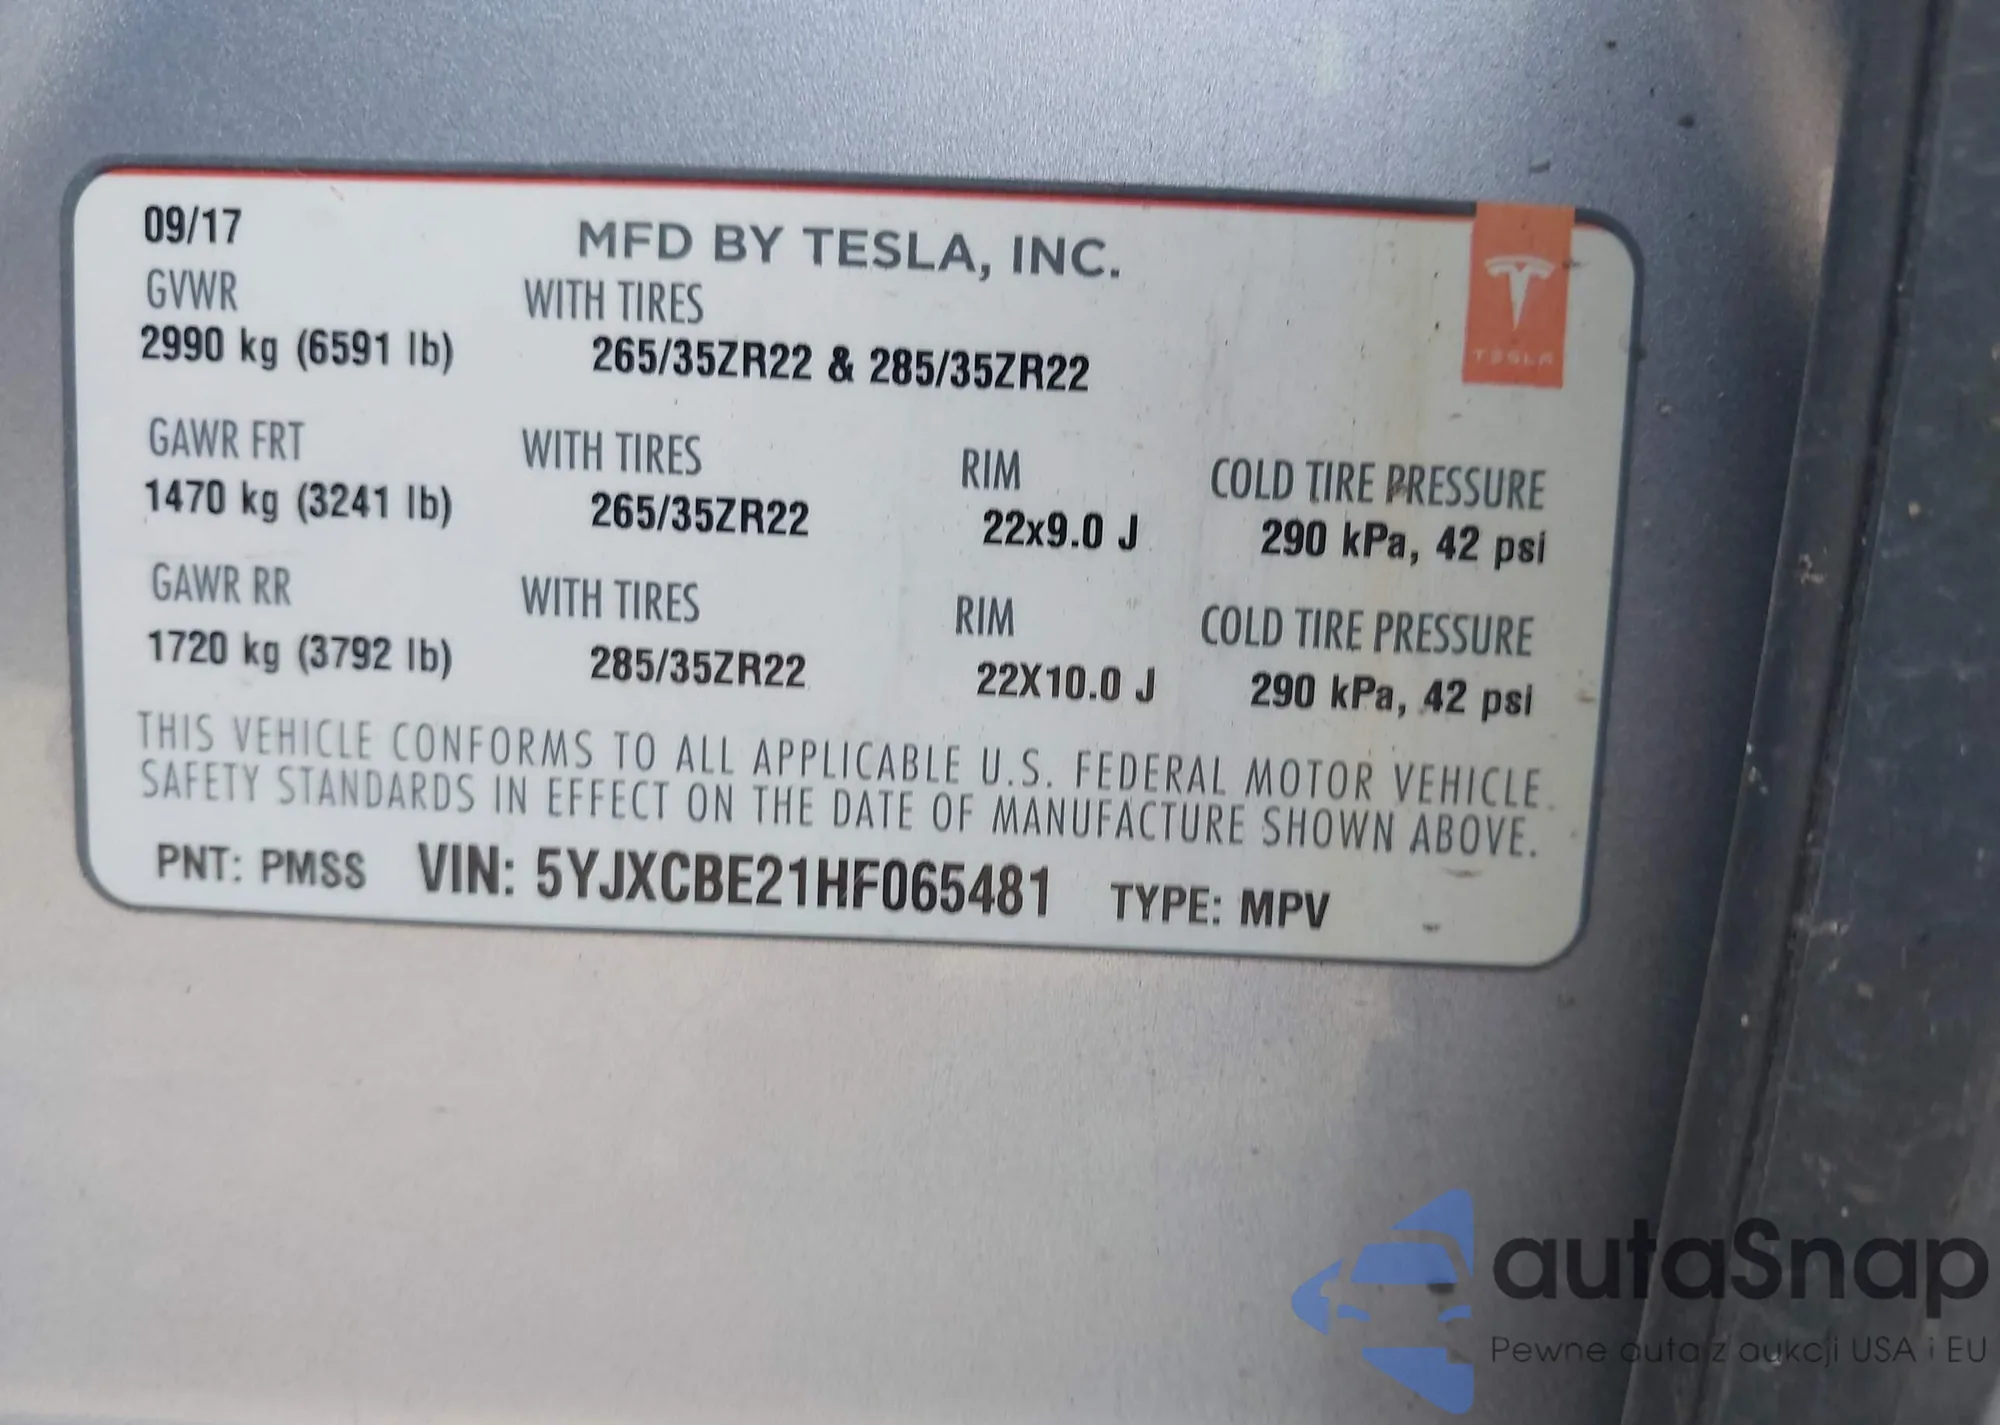 09/17
MFD BY TESLA, INC.
GVWR WITH TIRES
2990 kg (6591 lb) 265/35ZR22 & 285/35ZR22
TESLA
GAWR FRT WITH TIRES RIM COLD TIRE PRESSURE
1470 kg (3241 lb) 265/35ZR22 22x9.0 J 290 kPa, 42 psi
GAWR RR WITH TIRES RIM COLD TIRE PRESSURE
1720 kg (3792 lb) 285/35ZR22 22X10.0 J 290 kPa, 42 psi
THIS VEHICLE CONFORMS TO ALL APPLICABLE U.S. FEDERAL MOTOR VEHICLE
SAFETY STANDARDS IN EFFECT ON THE DATE OF MANUFACTURE SHOWN ABOVE.
PNT: PMSS VIN: 5YJXCBE21HF065481 TYPE: MPV
autaSnap
Pewne auta z aukcji USA i EU